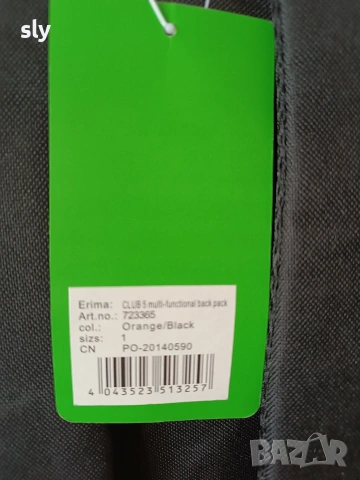 sly
Erima: CLUB 5 multi-functional back pack
Art.no.: 723365
col.: Orange/Black
sizs: 1
CN PO-20140590
4 043523 513257
BAZAR